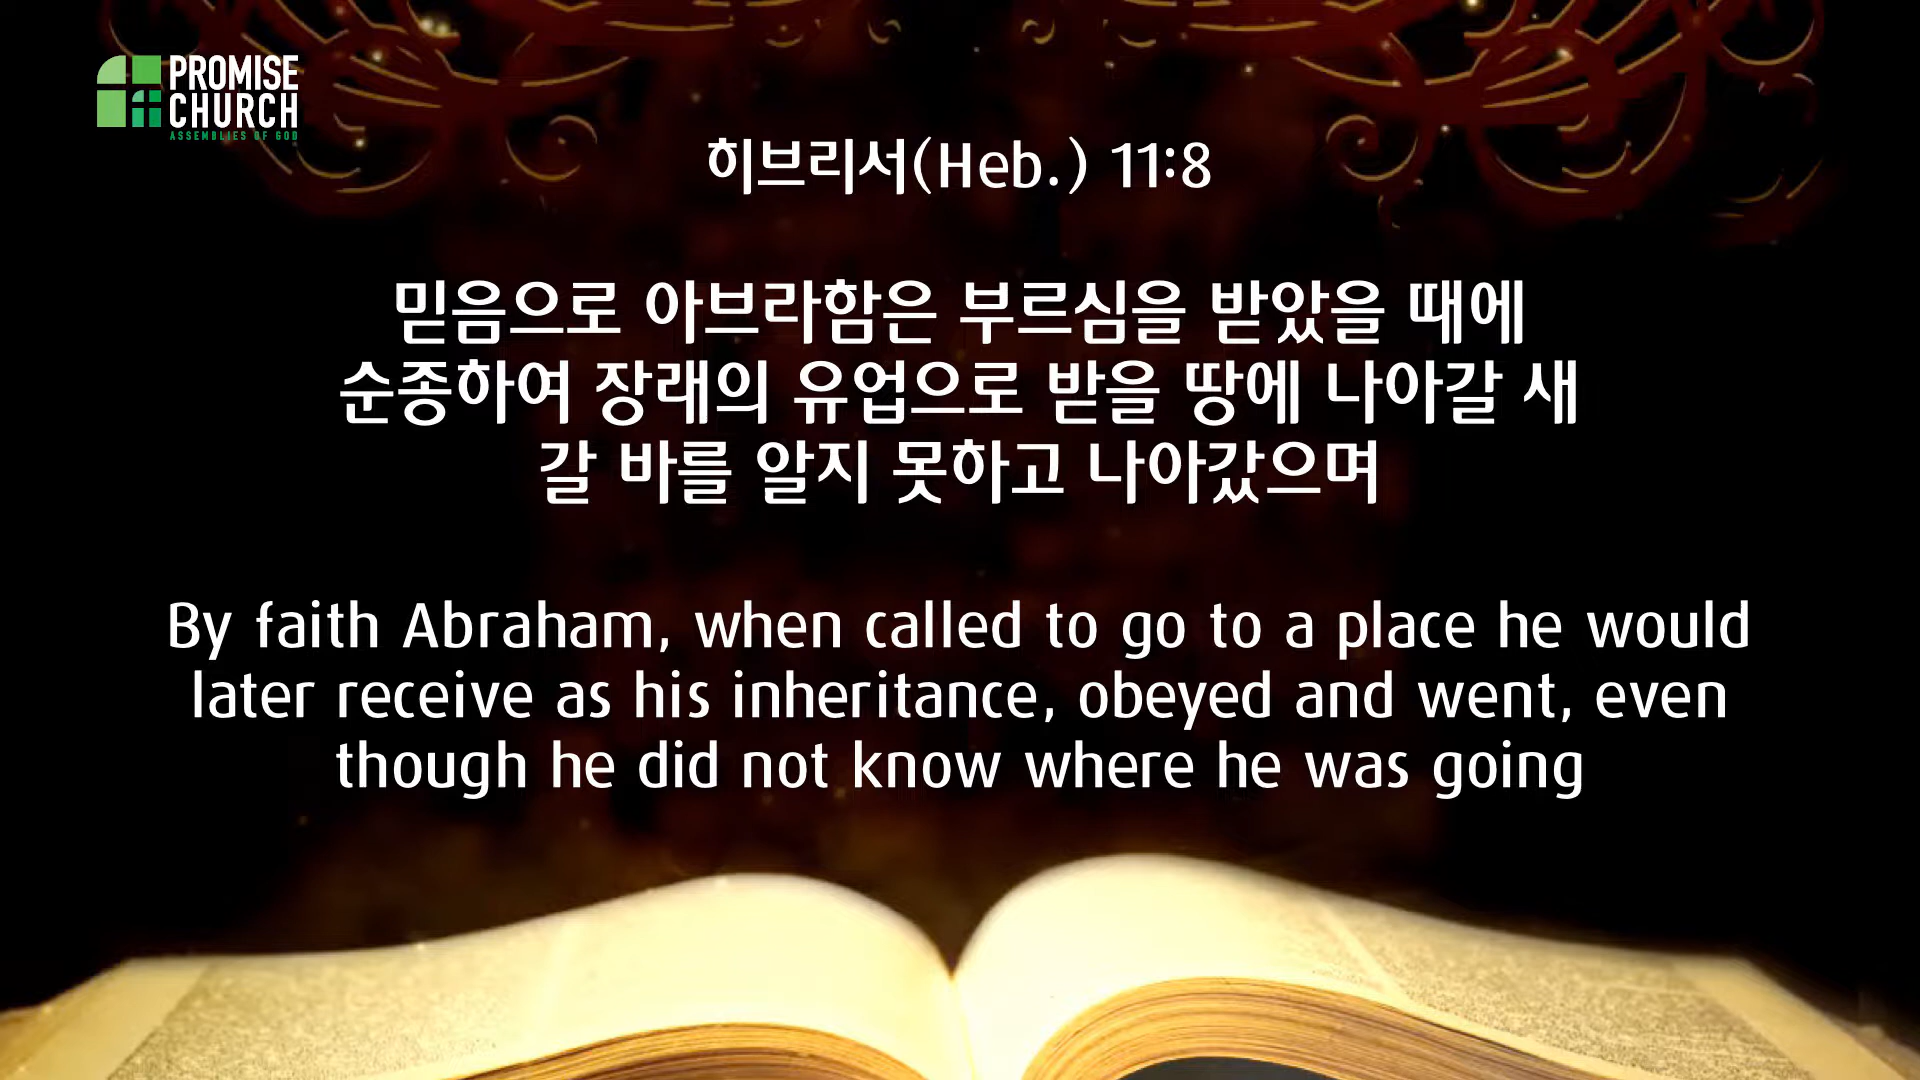 PROMISE
CHURCH
ASSEMBLIES OF GOD
히브리서(Heb.) 11:8
믿음으로 아브라함은 부르심을 받았을 때에
순종하여 장래의 유업으로 받을 땅에 나아갈 새
갈 바를 알지 못하고 나아갔으며
By faith Abraham, when called to go to a place he would
later receive as his inheritance, obeyed and went, even
though he did not know where he was going